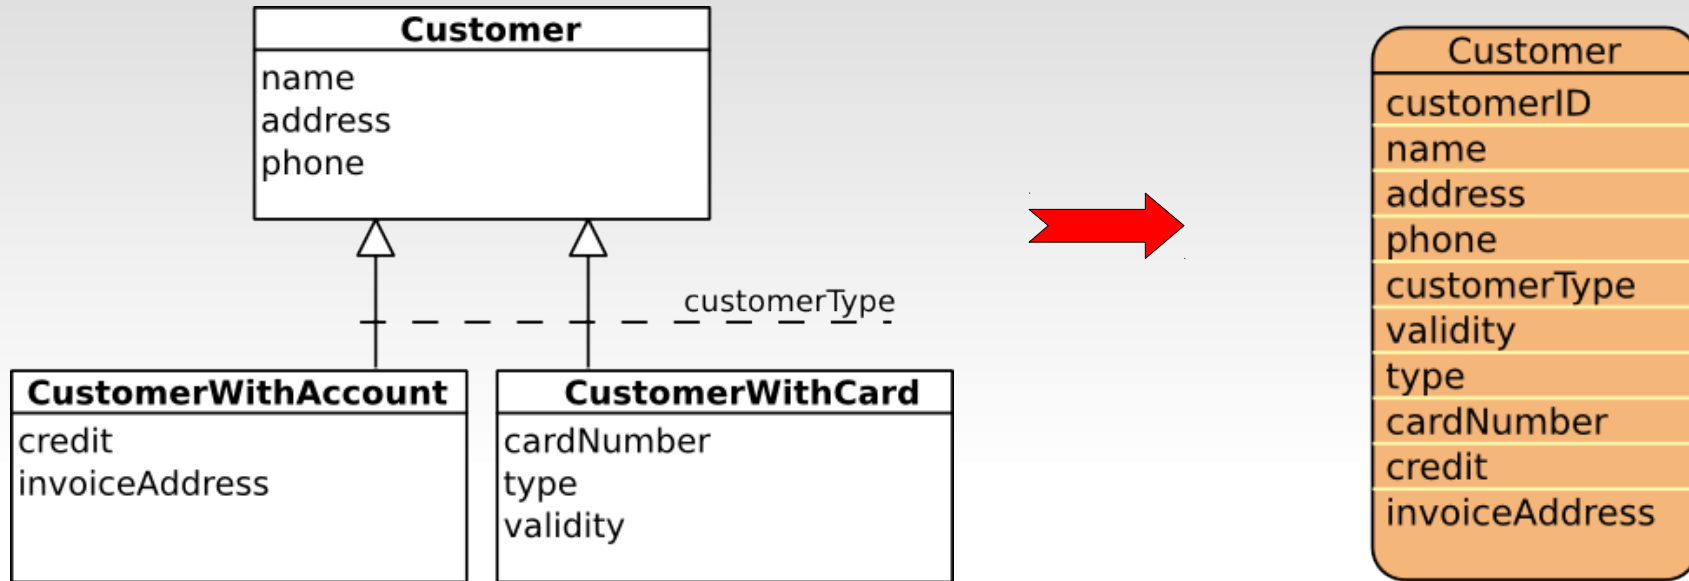 Customer
name
address
phone
customerType
CustomerWithAccount
credit
invoiceAddress
CustomerWithCard
cardNumber
type
validity
Customer
customerID
name
address
phone
customerType
validity
type
cardNumber
credit
invoiceAddress